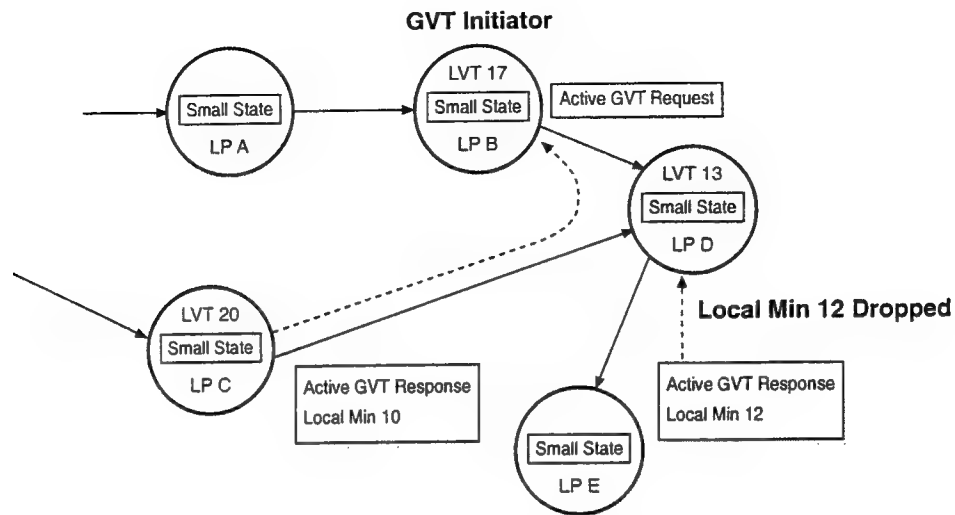 GVT Initiator
LVT 17
Small State
LP B
Small State
LP A
Active GVT Request
LVT 13
Small State
LP D
Local Min 12 Dropped
LVT 20
Small State
LP C
Active GVT Response
Local Min 10
Active GVT Response
Local Min 12
Small State
LP E